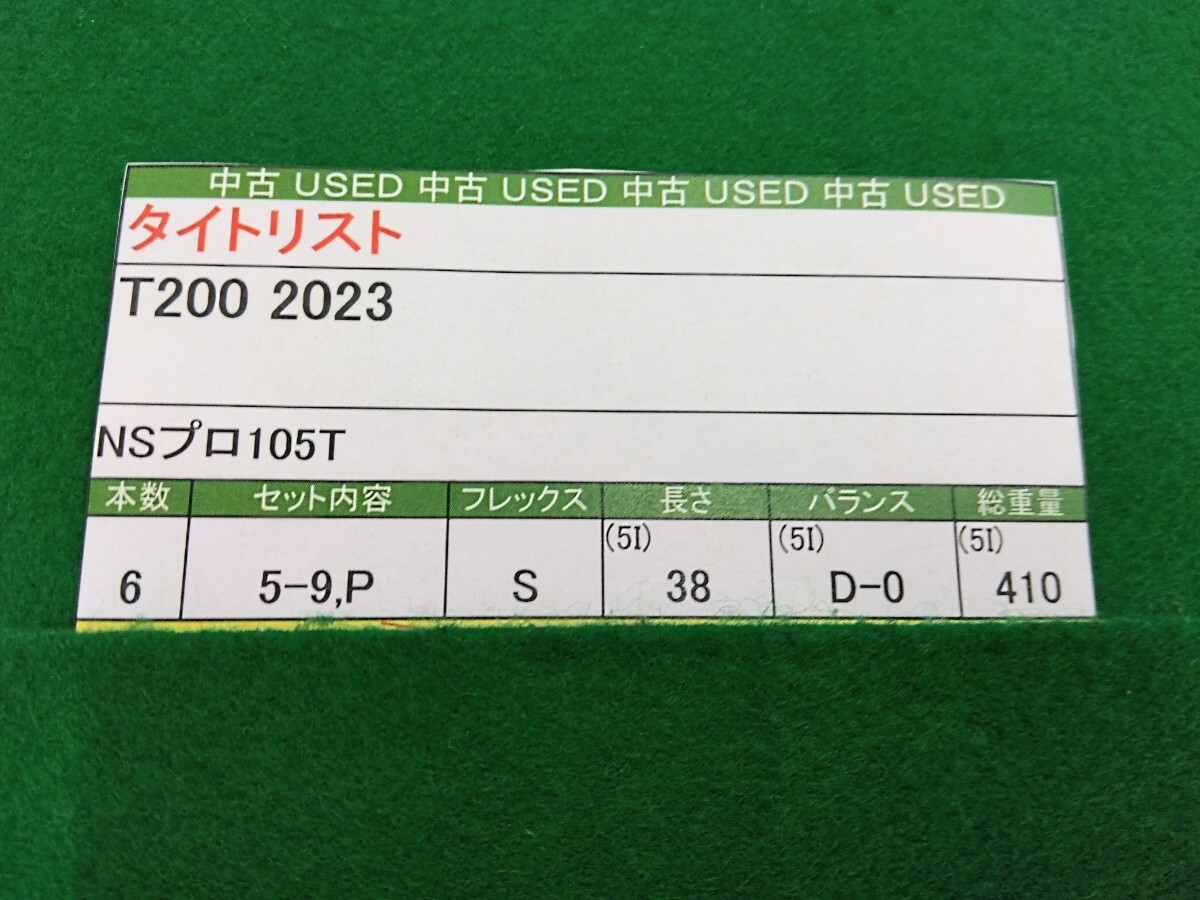 中古 USED 中古 USED 中古 USED 中古 USED
タイトリスト
T200 2023
NSプロ105T
本数 セット内容 フレックス 長さ バランス 総重量
(5I) (5I) (5I)
6 5-9,P S 38 D-0 410